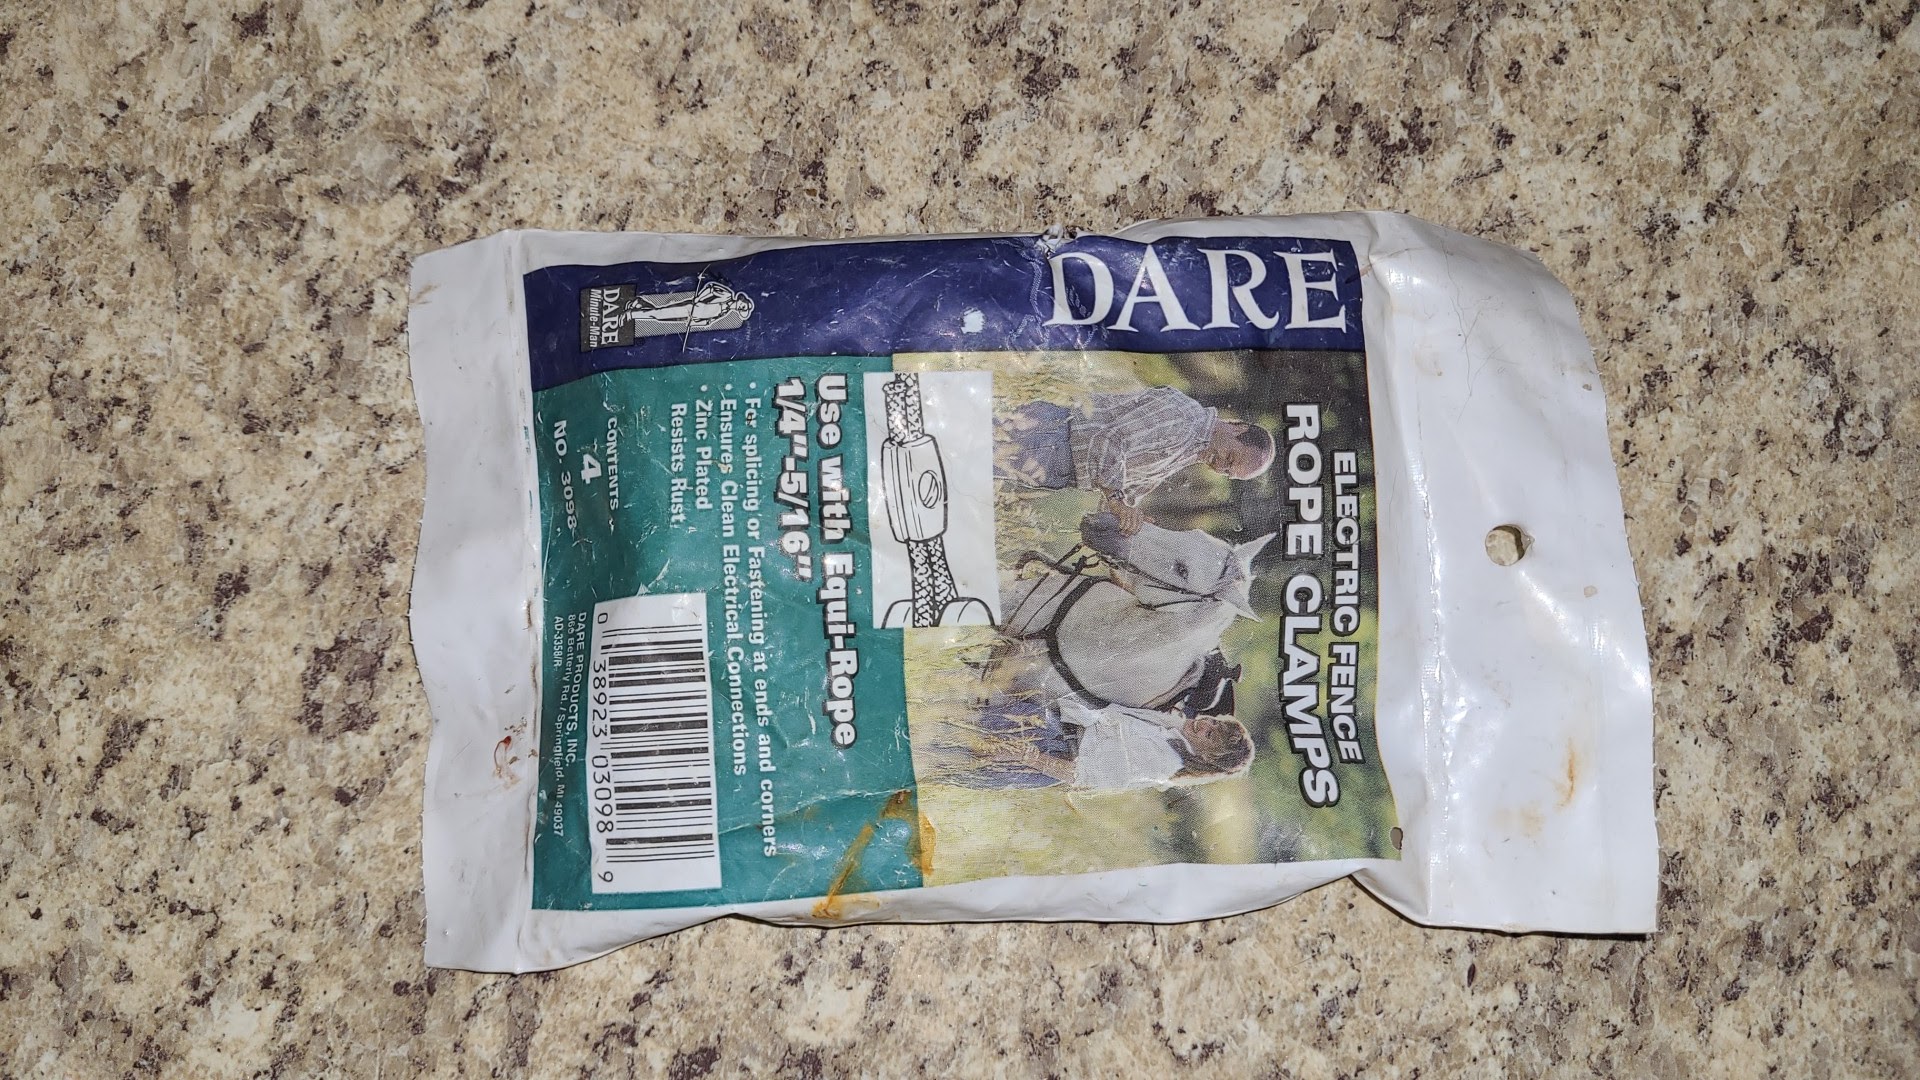 DARE
ELECTRIC FENCE
ROPE CLAMPS
Use with Equi-Rope
1/4"-5/16"
• For splicing or Fastening at ends and corners
• Ensures Clean Electrical Connections
• Zinc Plated
Resists Rust
CONTENTS
4
NO. 3098
DARE
Minute-Man
0 38923 03098 9
DARE PRODUCTS, INC.
860 Betterly Rd. / Springfield, MI 49037
AD-3358/R